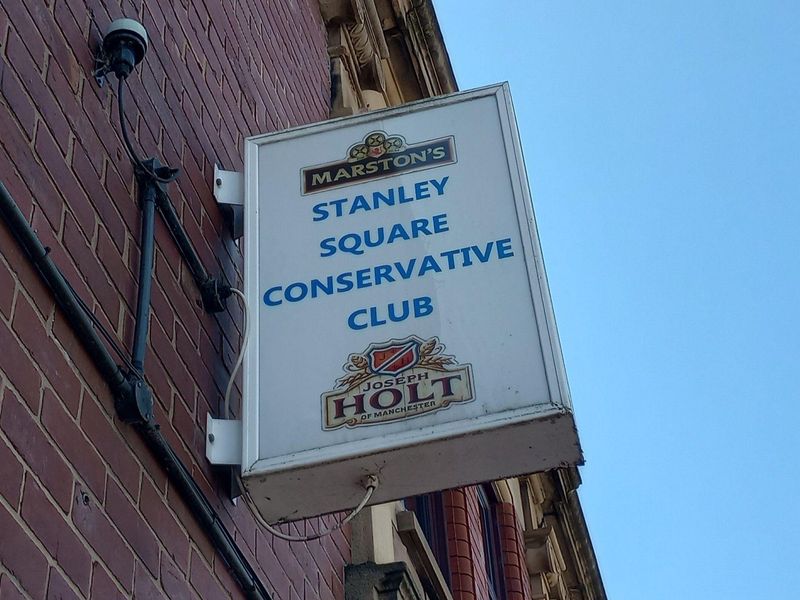 MARSTON'S
STANLEY
SQUARE
CONSERVATIVE
CLUB
JOSEPH
HOLT
OF MANCHESTER